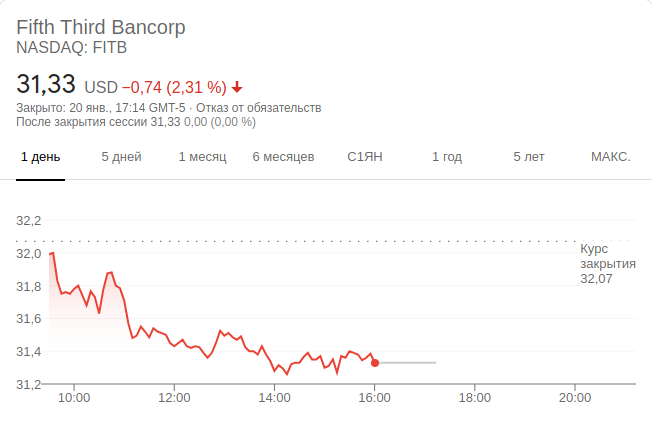 Fifth Third Bancorp
NASDAQ: FITB
31,33 USD −0,74 (2,31 %)
Закрыто: 20 янв., 17:14 GMT-5 · Отказ от обязательств
После закрытия сессии 31,33 0,00 (0,00 %)
1 день 5 дней 1 месяц 6 месяцев С1ЯН 1 год 5 лет МАКС.
32,2
32,0
31,8
31,6
31,4
31,2
Курс
закрытия
32,07
10:00 12:00 14:00 16:00 18:00 20:00